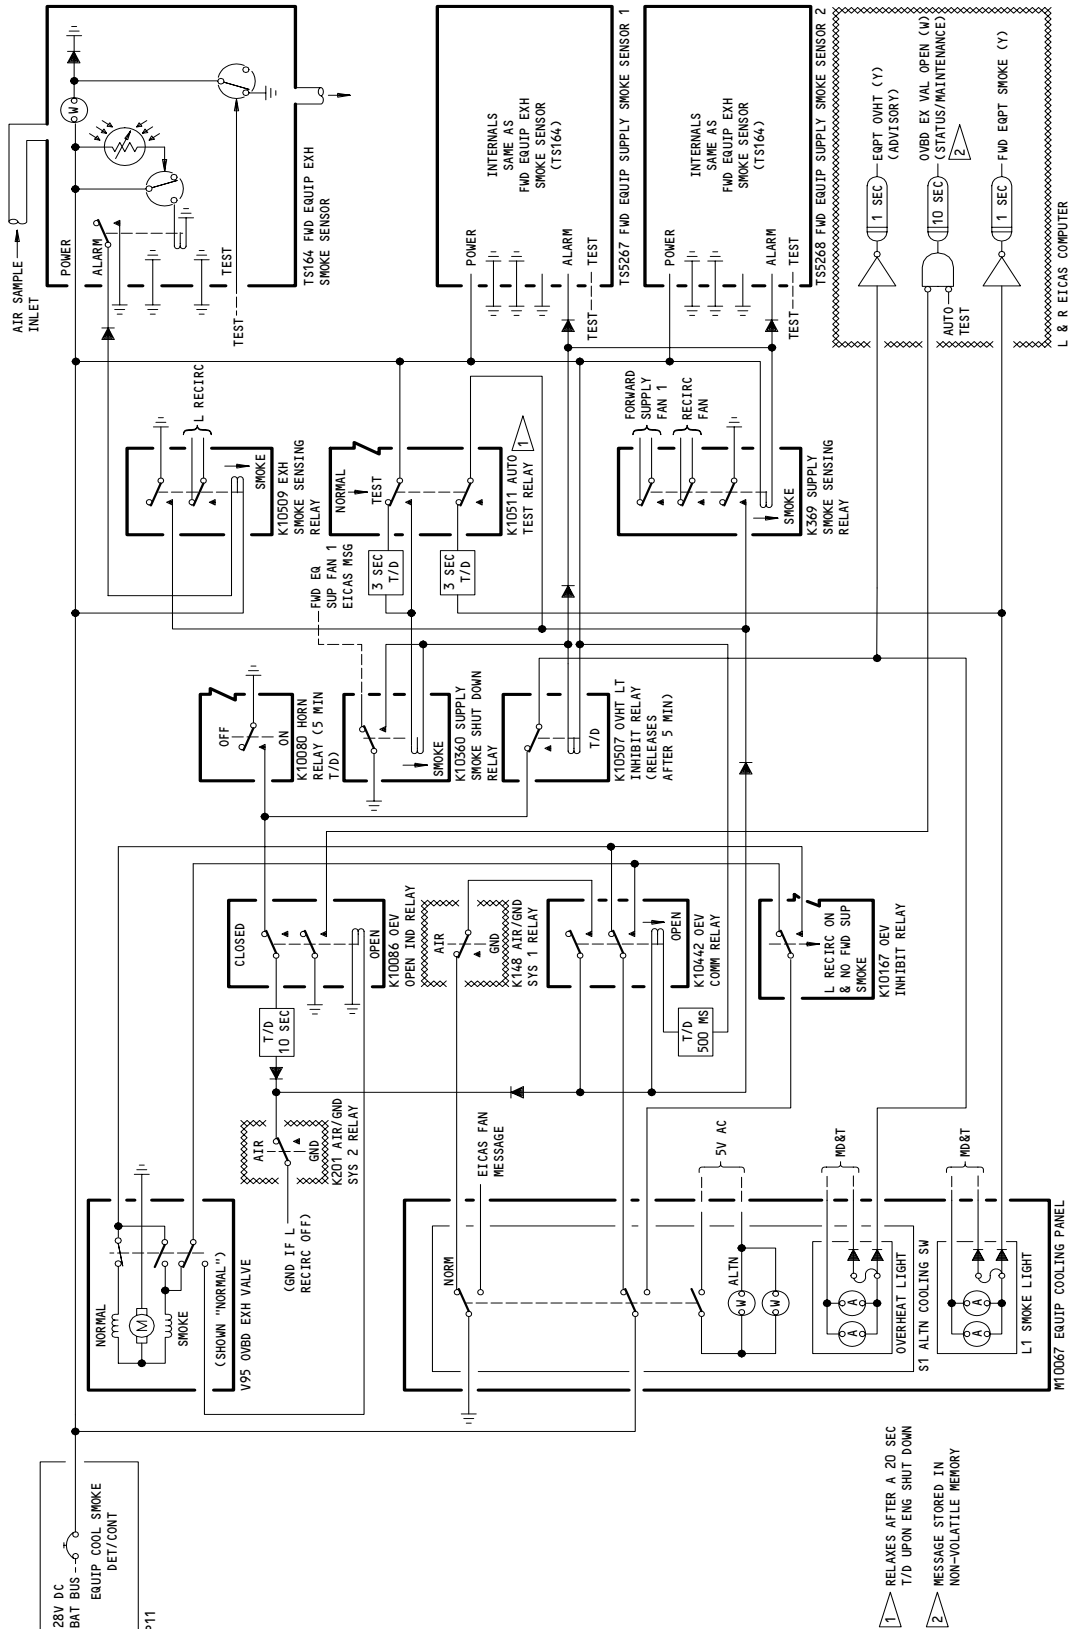 28V DC
BAT BUS
EQUIP COOL SMOKE
DET/CONT
P11
NORMAL
M
SMOKE
(SHOWN "NORMAL")
V95 OVBD EXH VALVE
AIR
GND
K201 AIR/GND
SYS 2 RELAY
(GND IF L
RECIRC OFF)
T/D
10 SEC
CLOSED
OPEN
K10086 OEV
OPEN IND RELAY
AIR
GND
K148 AIR/GND
SYS 1 RELAY
OPEN
K10442 OEV
COMM RELAY
T/D
500 MS
L RECIRC ON
& NO FWD SUP
SMOKE
K10167 OEV
INHIBIT RELAY
EICAS FAN
MESSAGE
NORM
5V AC
ALTN
W
W
MD&T
A
A
OVERHEAT LIGHT
S1 ALTN COOLING SW
MD&T
A
A
L1 SMOKE LIGHT
M10067 EQUIP COOLING PANEL
OFF
ON
K10080 HORN
RELAY (5 MIN
T/D)
FWD EQ
SUP FAN 1
EICAS MSG
SMOKE
K10360 SUPPLY
SMOKE SHUT DOWN
RELAY
T/D
K10507 OVHT LT
INHIBIT RELAY
(RELEASES
AFTER 5 MIN)
L RECIRC
SMOKE
K10509 EXH
SMOKE SENSING
RELAY
NORMAL
TEST
3 SEC
T/D
3 SEC
T/D
K10511 AUTO
TEST RELAY
1
FORWARD
SUPPLY
FAN 1
RECIRC
FAN
SMOKE
K369 SUPPLY
SMOKE SENSING
RELAY
AIR SAMPLE
INLET
POWER
W
ALARM
TEST
TEST
TS164 FWD EQUIP EXH
SMOKE SENSOR
INTERNALS
SAME AS
FWD EQUIP EXH
SMOKE SENSOR
(TS164)
POWER
ALARM
TEST
TEST
TS5267 FWD EQUIP SUPPLY SMOKE SENSOR 1
INTERNALS
SAME AS
FWD EQUIP EXH
SMOKE SENSOR
(TS164)
POWER
ALARM
TEST
TEST
TS5268 FWD EQUIP SUPPLY SMOKE SENSOR 2
1 SEC
EQPT OVHT (Y)
(ADVISORY)
AUTO
TEST
10 SEC
OVBD EX VAL OPEN (W)
(STATUS/MAINTENANCE)
2
1 SEC
FWD EQPT SMOKE (Y)
L & R EICAS COMPUTER
1 RELAXES AFTER A 20 SEC
T/D UPON ENG SHUT DOWN
2 MESSAGE STORED IN
NON-VOLATILE MEMORY